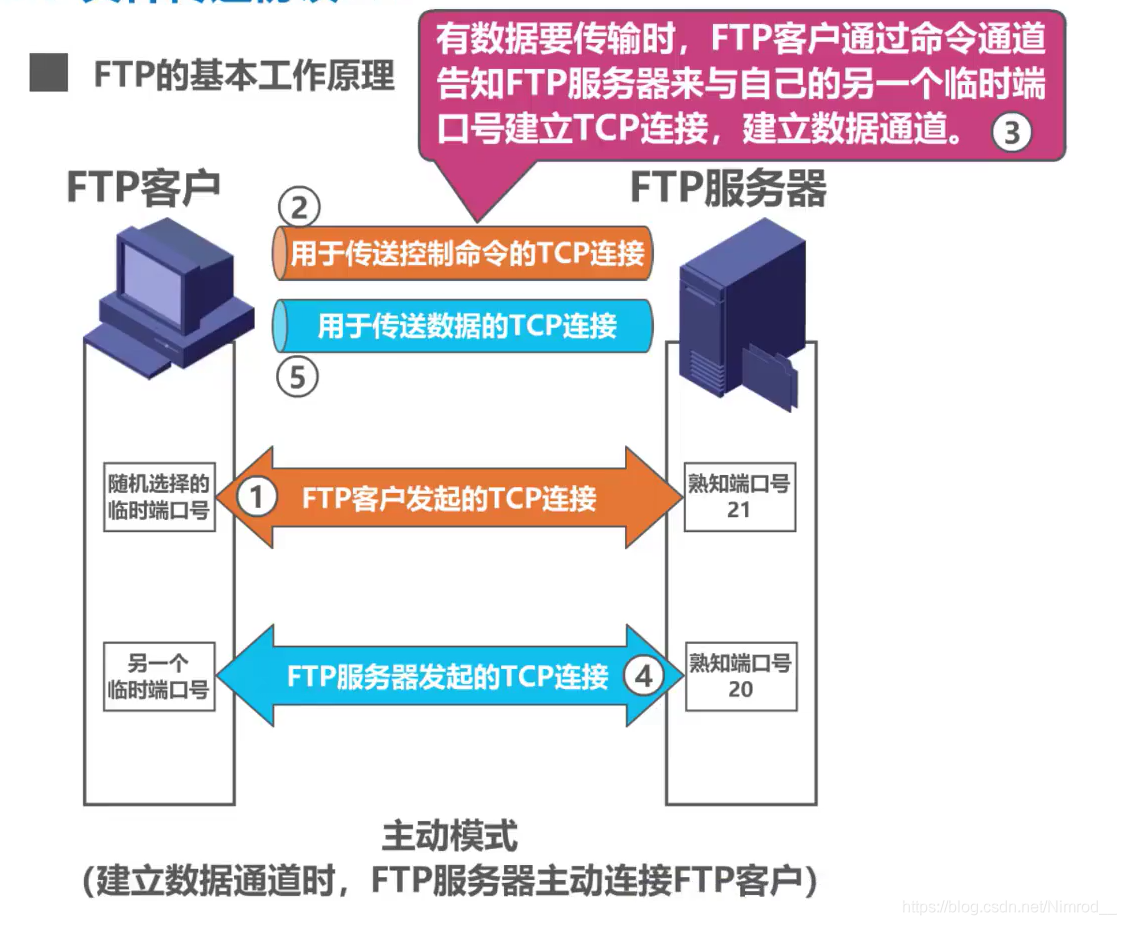 FTP的基本工作原理
有数据要传输时，FTP客户通过命令通道
告知FTP服务器来与自己的另一个临时端
口号建立TCP连接，建立数据通道。 ③
FTP客户
FTP服务器
②
用于传送控制命令的TCP连接
用于传送数据的TCP连接
⑤
随机选择的
临时端口号
① FTP客户发起的TCP连接
熟知端口号
21
另一个
临时端口号
FTP服务器发起的TCP连接 ④
熟知端口号
20
主动模式
(建立数据通道时，FTP服务器主动连接FTP客户)
https://blog.csdn.net/Nimrod__